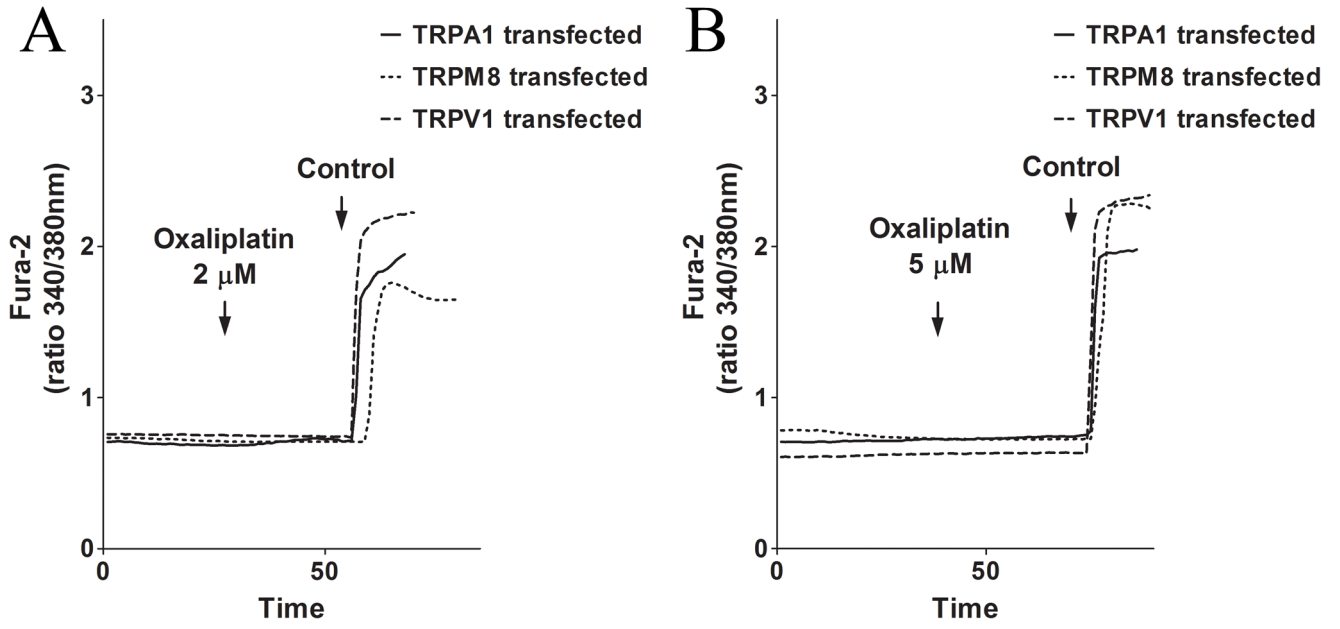 A
TRPA1 transfected
TRPM8 transfected
TRPV1 transfected
Control
Oxaliplatin
2 μM
Fura-2
(ratio 340/380nm)
3
2
1
0
0
50
Time
B
TRPA1 transfected
TRPM8 transfected
TRPV1 transfected
Control
Oxaliplatin
5 μM
Fura-2
(ratio 340/380nm)
3
2
1
0
0
50
Time